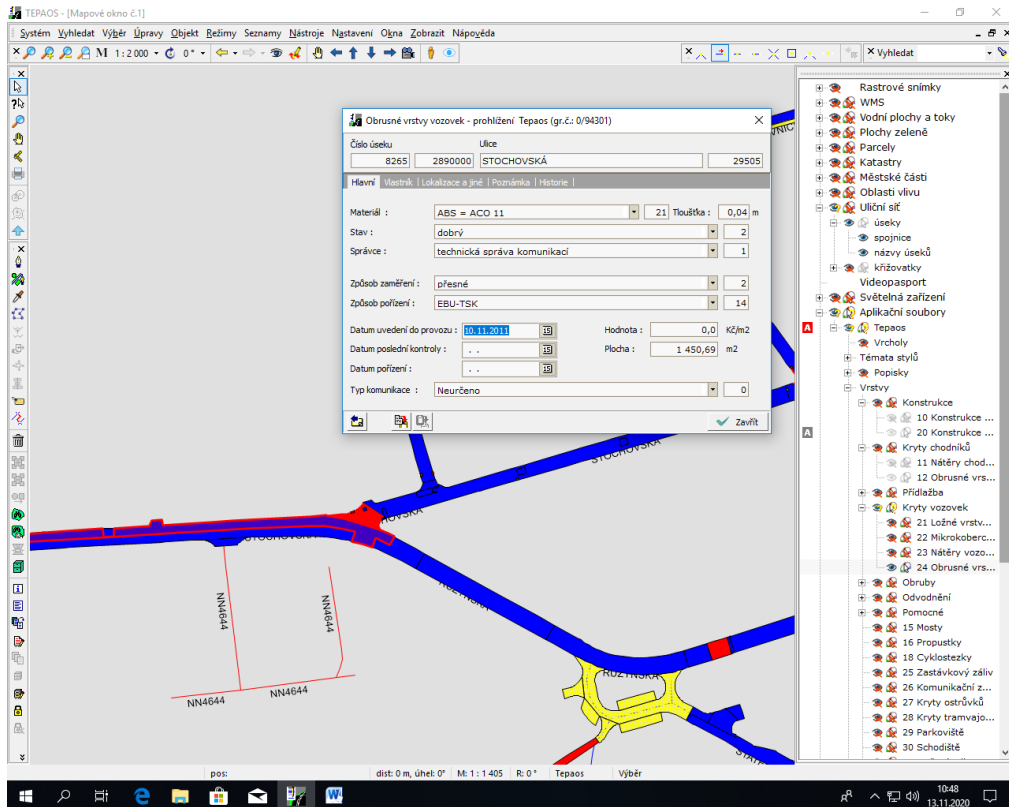 TEPAOS - [Mapové okno č.1]
Systém Vyhledat Výběr Úpravy Objekt Režimy Seznamy Nástroje Nastavení Okna Zobrazit Nápověda
M 1:2 000 0° Vyhledat
Obrusné vrstvy vozovek - prohlížení Tepaos (gr.č.: 0/94301)
Číslo úseku Ulice
8265 2890000 STOCHOVSKÁ 29505
Hlavní Vlastník Lokalizace a jiné Poznámka Historie
Materiál : ABS = ACO 11 21 Tloušťka : 0,04 m
Stav : dobrý 2
Správce : technická správa komunikací 1
Způsob zaměření : přesné 2
Způsob pořízení : EBU-TSK 14
Datum uvedení do provozu : 10.11.2011 15 Hodnota : 0,0 Kč/m2
Datum poslední kontroly : . . 15 Plocha : 1 450,69 m2
Datum pořízení : . . 15
Typ komunikace : Neurčeno 0
Zavřít
STOCHOVSKÁ
STOCHOVSKÁ
RUZYNSKÁ
NN4644
NN4644
NN4644
NN4644
RUZYNSKÁ
Rastrové snímky
WMS
Vodní plochy a toky
Plochy zeleně
Parcely
Katastry
Městské části
Oblasti vlivu
Uliční síť
úseky
spojnice
názvy úseků
křižovatky
Videopasport
Světelná zařízení
Aplikační soubory
A Tepaos
Vrcholy
Témata stylů
Popisky
Vrstvy
Konstrukce
10 Konstrukce ...
A 20 Konstrukce ...
Kryty chodníků
11 Nátěry chod...
12 Obrusné vrs...
Přídlažba
Kryty vozovek
21 Ložné vrstv...
22 Mikrokoberc...
23 Nátěry vozo...
24 Obrusné vrs...
Obruby
Odvodnění
Pomocné
15 Mosty
16 Propustky
18 Cyklostezky
25 Zastávkový záliv
26 Komunikační z...
27 Kryty ostrůvků
28 Kryty tramvajo...
29 Parkoviště
30 Schodiště
pos: dist: 0 m, úhel: 0° M: 1 : 1 405 R: 0 ° Tepaos Výběr
10:48
13.11.2020